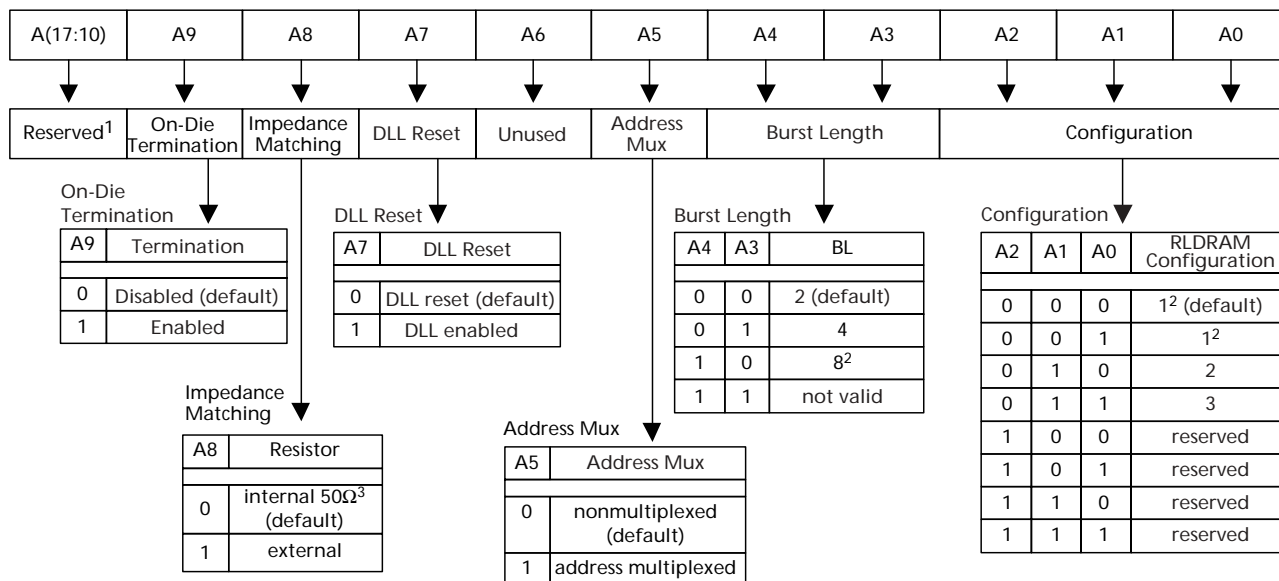 A(17:10) A9 A8 A7 A6 A5 A4 A3 A2 A1 A0
Reserved1 On-Die Termination Impedance Matching DLL Reset Unused Address Mux Burst Length Configuration
On-Die
Termination
A9 Termination
0 Disabled (default)
1 Enabled
DLL Reset
A7 DLL Reset
0 DLL reset (default)
1 DLL enabled
Burst Length
A4 A3 BL
0 0 2 (default)
0 1 4
1 0 8²
1 1 not valid
Configuration
A2 A1 A0 RLDRAM Configuration
0 0 0 1² (default)
0 0 1 1²
0 1 0 2
0 1 1 3
1 0 0 reserved
1 0 1 reserved
1 1 0 reserved
1 1 1 reserved
Impedance
Matching
A8 Resistor
0 internal 50Ω³ (default)
1 external
Address Mux
A5 Address Mux
0 nonmultiplexed (default)
1 address multiplexed